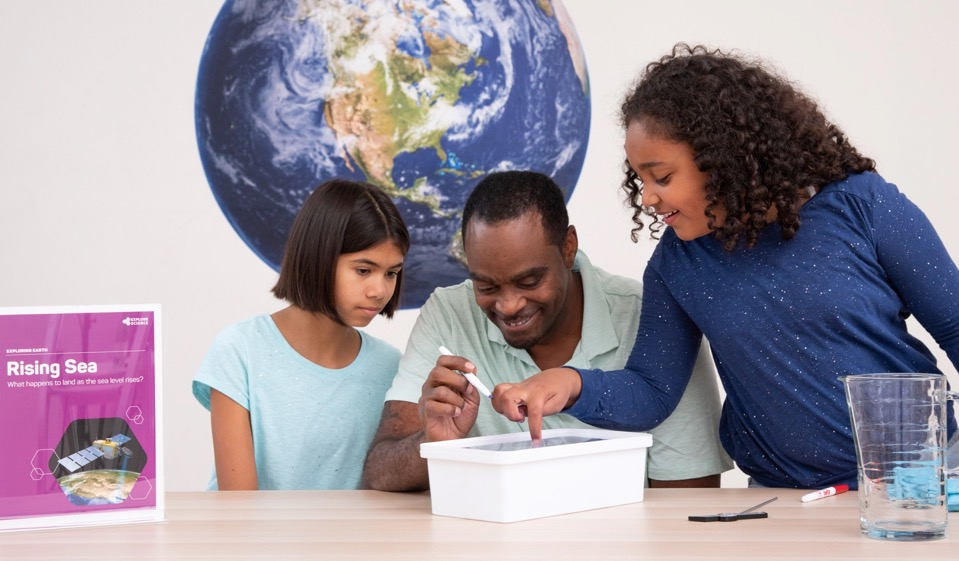 EXPLORE
SCIENCE
EXPLORING EARTH
Rising Sea
What happens to land as the sea level rises?